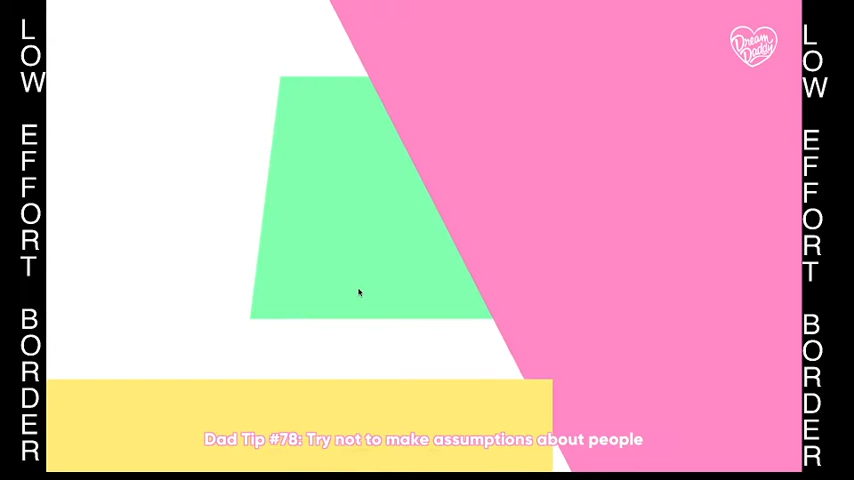 LOW EFFORT BORDER
Dream
Daddy
Dad Tip #78: Try not to make assumptions about people
LOW EFFORT BORDER